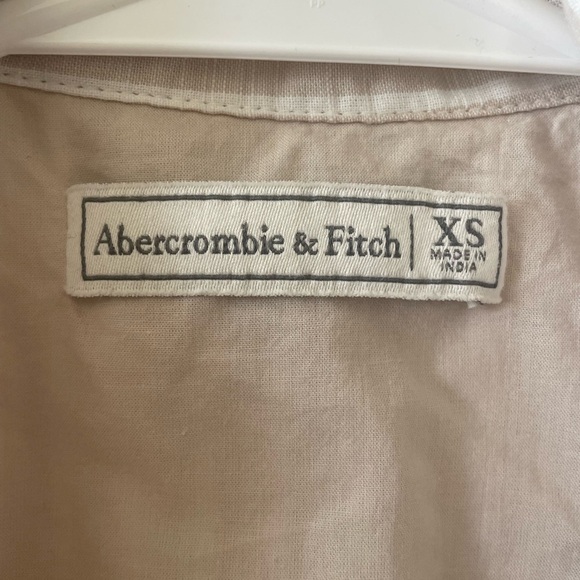 Abercrombie & Fitch
XS
MADE IN
INDIA